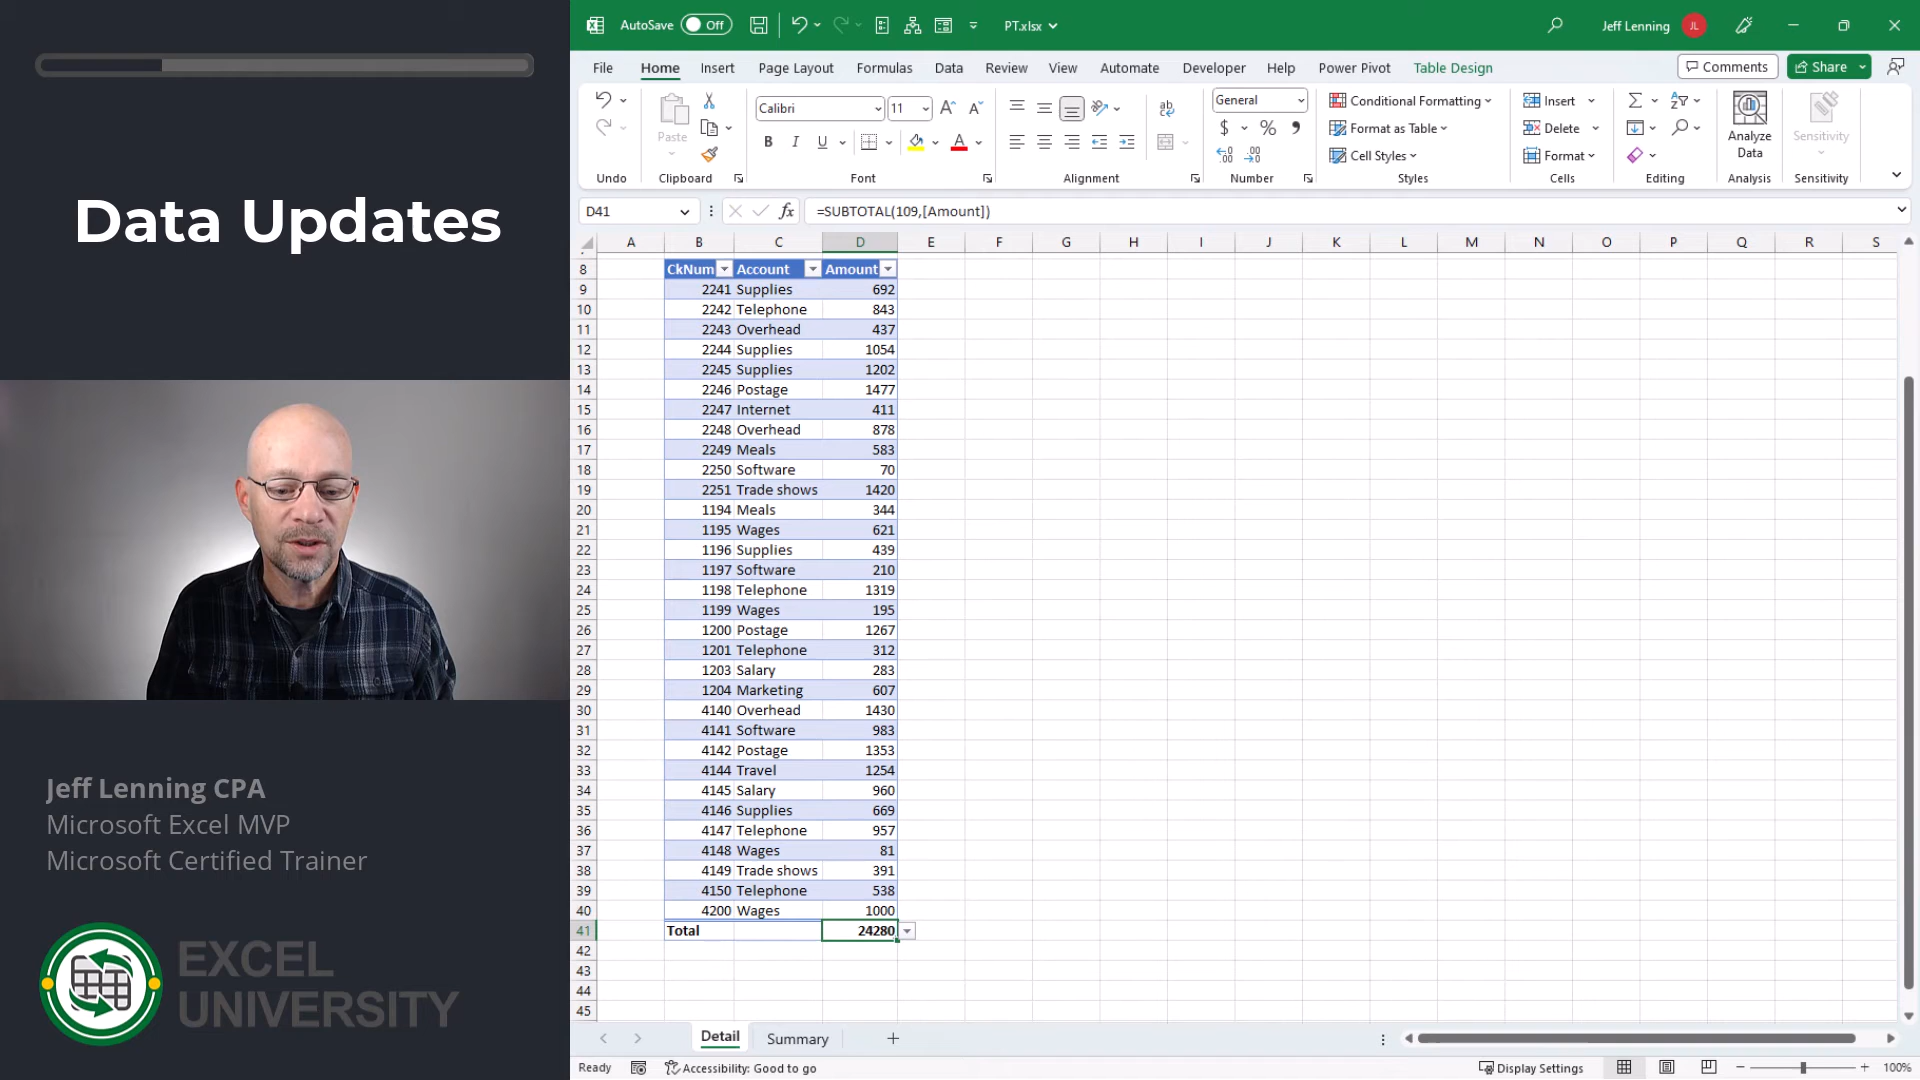 Data Updates
Jeff Lenning CPA
Microsoft Excel MVP
Microsoft Certified Trainer
EXCEL
UNIVERSITY
AutoSave Off PT.xlsx Jeff Lenning JL
File Home Insert Page Layout Formulas Data Review View Automate Developer Help Power Pivot Table Design Comments Share
Paste Calibri 11 General Conditional Formatting Insert Analyze Data Sensitivity
B I U A $ % Format as Table Delete
Cell Styles Format
Undo Clipboard Font Alignment Number Styles Cells Editing Analysis Sensitivity
D41 fx =SUBTOTAL(109,[Amount])
A B C D E F G H I J K L M N O P Q R S
8 CkNum Account Amount
9 2241 Supplies 692
10 2242 Telephone 843
11 2243 Overhead 437
12 2244 Supplies 1054
13 2245 Supplies 1202
14 2246 Postage 1477
15 2247 Internet 411
16 2248 Overhead 878
17 2249 Meals 583
18 2250 Software 70
19 2251 Trade shows 1420
20 1194 Meals 344
21 1195 Wages 621
22 1196 Supplies 439
23 1197 Software 210
24 1198 Telephone 1319
25 1199 Wages 195
26 1200 Postage 1267
27 1201 Telephone 312
28 1203 Salary 283
29 1204 Marketing 607
30 4140 Overhead 1430
31 4141 Software 983
32 4142 Postage 1353
33 4144 Travel 1254
34 4145 Salary 960
35 4146 Supplies 669
36 4147 Telephone 957
37 4148 Wages 81
38 4149 Trade shows 391
39 4150 Telephone 538
40 4200 Wages 1000
41 Total 24280
42
43
44
45
Detail Summary
Ready Accessibility: Good to go Display Settings 100%